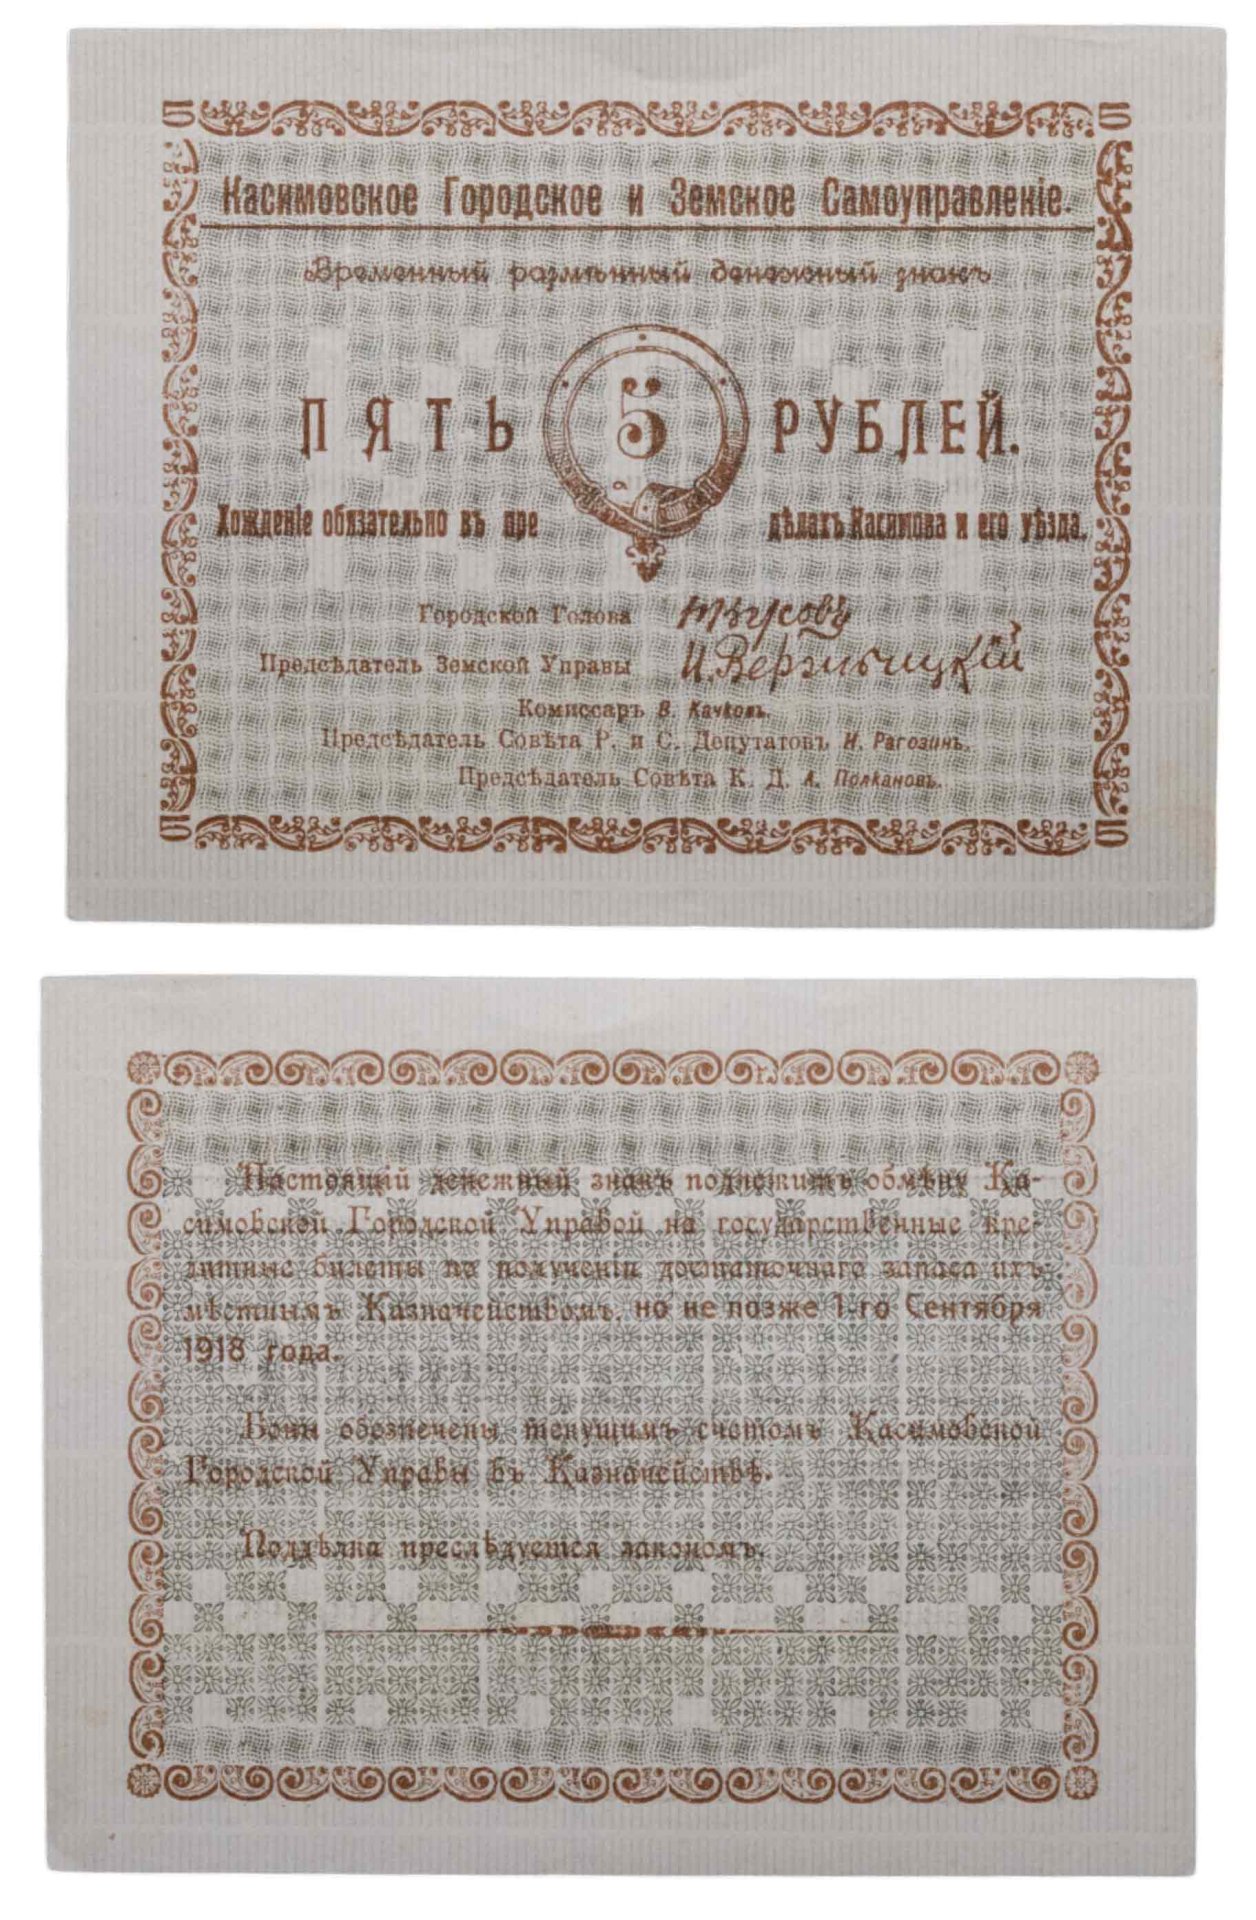 5 5
Касимовское Городское и Земское Самоуправленіе.
Временный размѣнный денежный знакъ
ПЯТЬ 5 РУБЛЕЙ.
Хожденіе обязательно въ пре дѣлахъ Касимова и его уѣзда.
Городской Голова
Предсѣдатель Земской Управы
Комиссаръ В. Качковъ.
Предсѣдатель Совѣта Р. и С. Депутатовъ И. Рагозинъ.
Предсѣдатель Совѣта К. Д. А. Полкановъ.
5 5
Настоящій денежный знакъ подлежитъ обмѣну Ка-
симовской Городской Управой на государственные кре-
дитные билеты по полученіи достаточнаго запаса ихъ
мѣстнымъ Казначействомъ, но не позже 1-го Сентября
1918 года.
Боны обезпечены текущимъ счетомъ Касимовской
Городской Управы въ Казначействѣ.
Поддѣлка преслѣдуется закономъ.